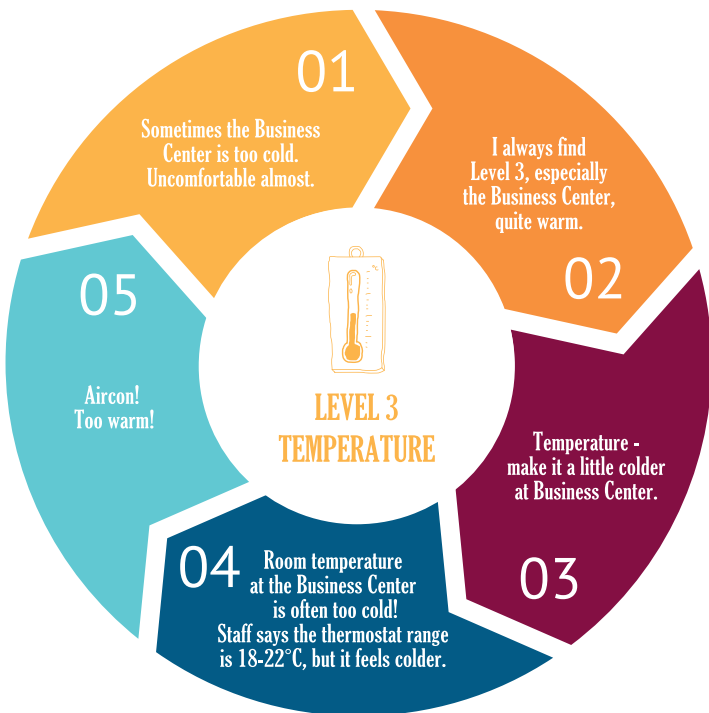 01
Sometimes the Business
Center is too cold.
Uncomfortable almost.
I always find
Level 3, especially
the Business Center,
quite warm.
02
Temperature -
make it a little colder
at Business Center.
03
04
Room temperature
at the Business Center
is often too cold!
Staff says the thermostat range
is 18-22°C, but it feels colder.
05
Aircon!
Too warm!
LEVEL 3
TEMPERATURE